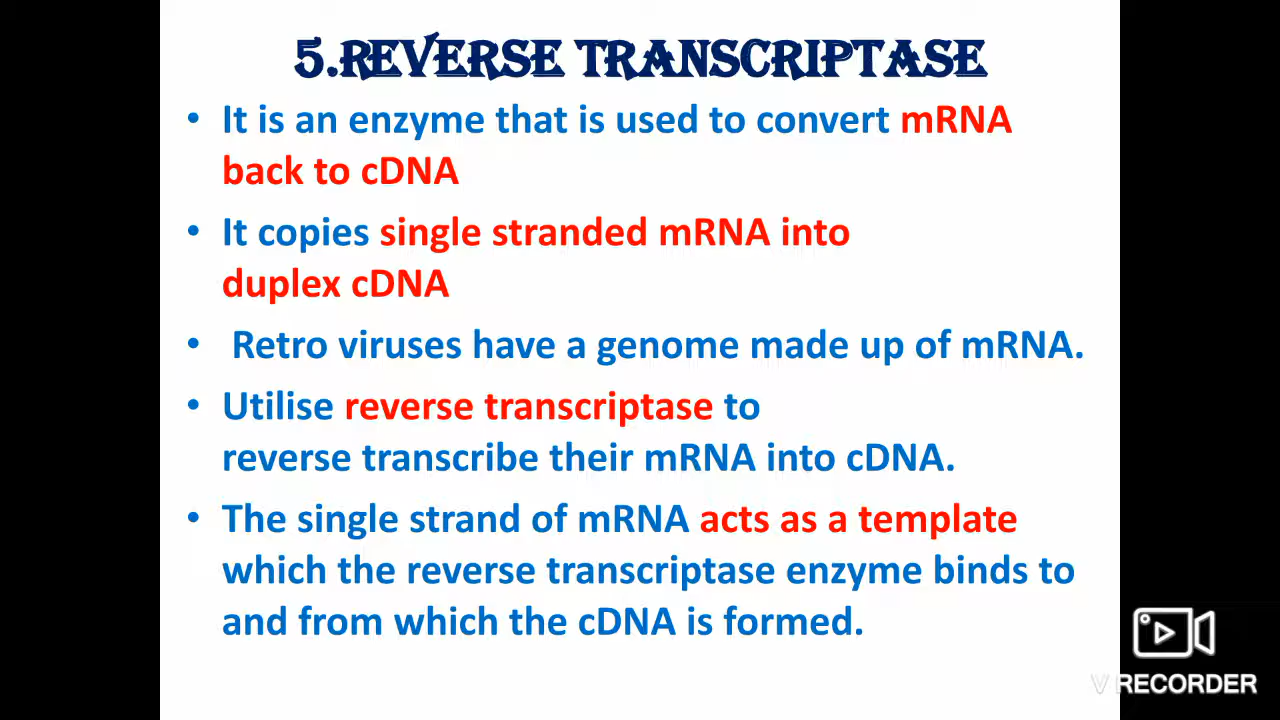 5.REVERSE TRANSCRIPTASE
• It is an enzyme that is used to convert mRNA
back to cDNA
• It copies single stranded mRNA into
duplex cDNA
• Retro viruses have a genome made up of mRNA.
• Utilise reverse transcriptase to
reverse transcribe their mRNA into cDNA.
• The single strand of mRNA acts as a template
which the reverse transcriptase enzyme binds to
and from which the cDNA is formed.
V RECORDER